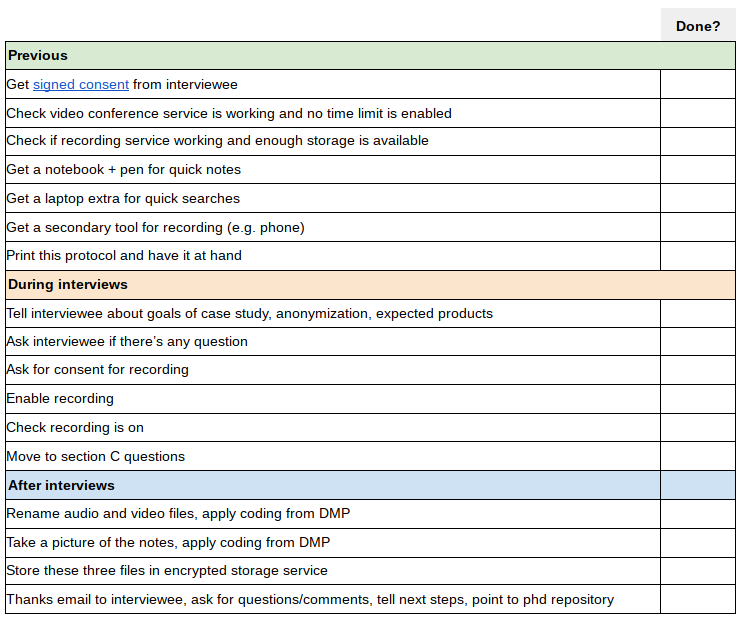 Done?
Previous
Get signed consent from interviewee
Check video conference service is working and no time limit is enabled
Check if recording service working and enough storage is available
Get a notebook + pen for quick notes
Get a laptop extra for quick searches
Get a secondary tool for recording (e.g. phone)
Print this protocol and have it at hand
During interviews
Tell interviewee about goals of case study, anonymization, expected products
Ask interviewee if there’s any question
Ask for consent for recording
Enable recording
Check recording is on
Move to section C questions
After interviews
Rename audio and video files, apply coding from DMP
Take a picture of the notes, apply coding from DMP
Store these three files in encrypted storage service
Thanks email to interviewee, ask for questions/comments, tell next steps, point to phd repository